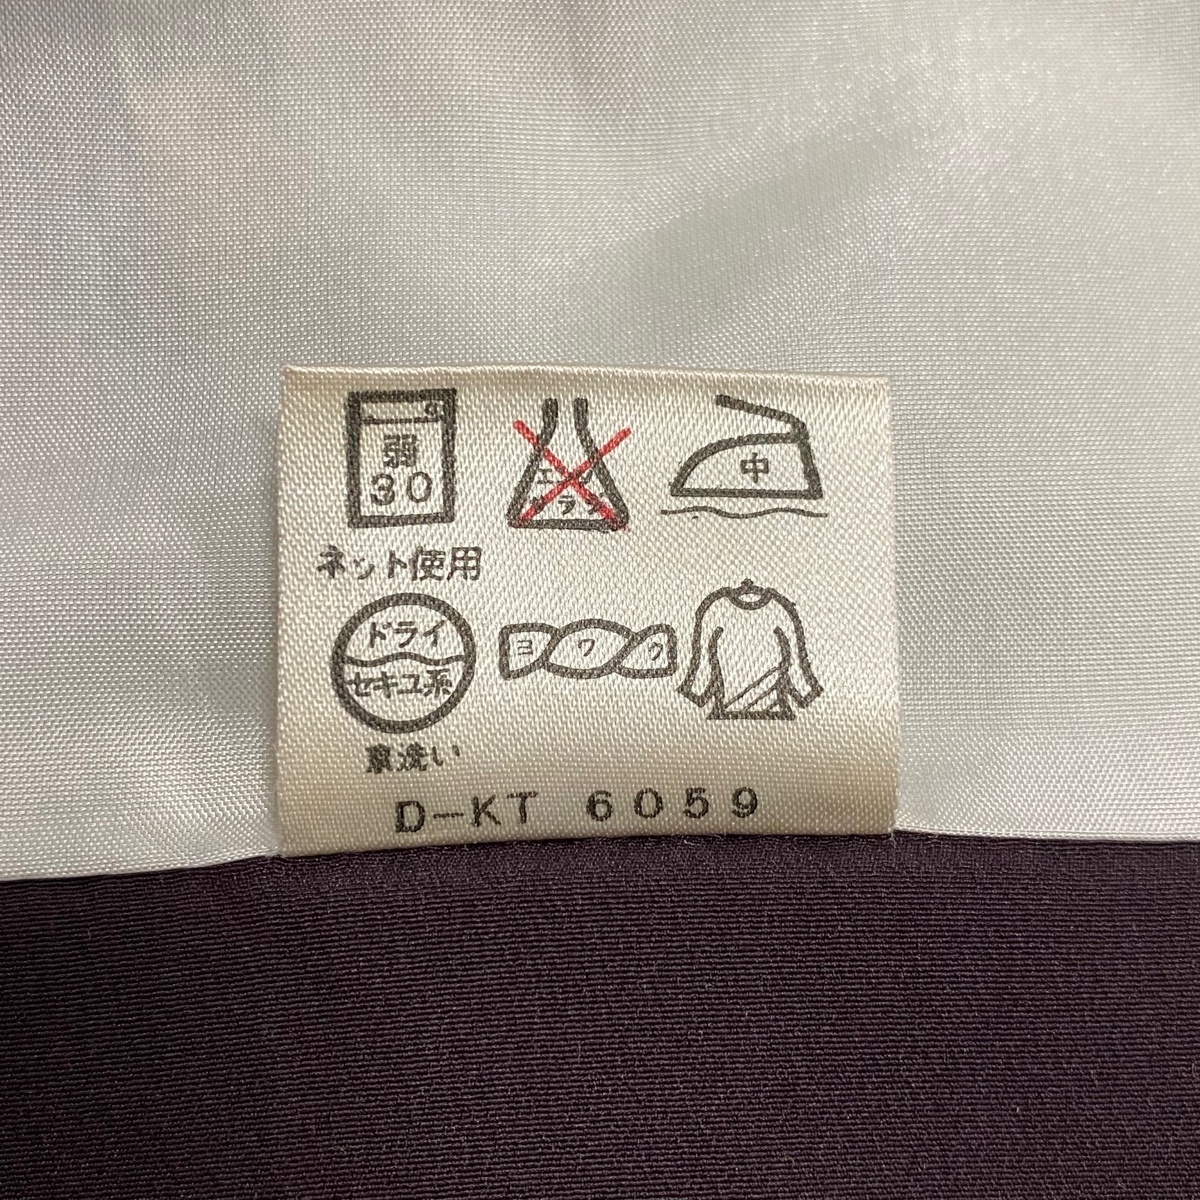 弱
30
エンソ
サラシ
中
ネット使用
ドライ
セキユ系
ヨワク
裏洗い
D-KT 6059